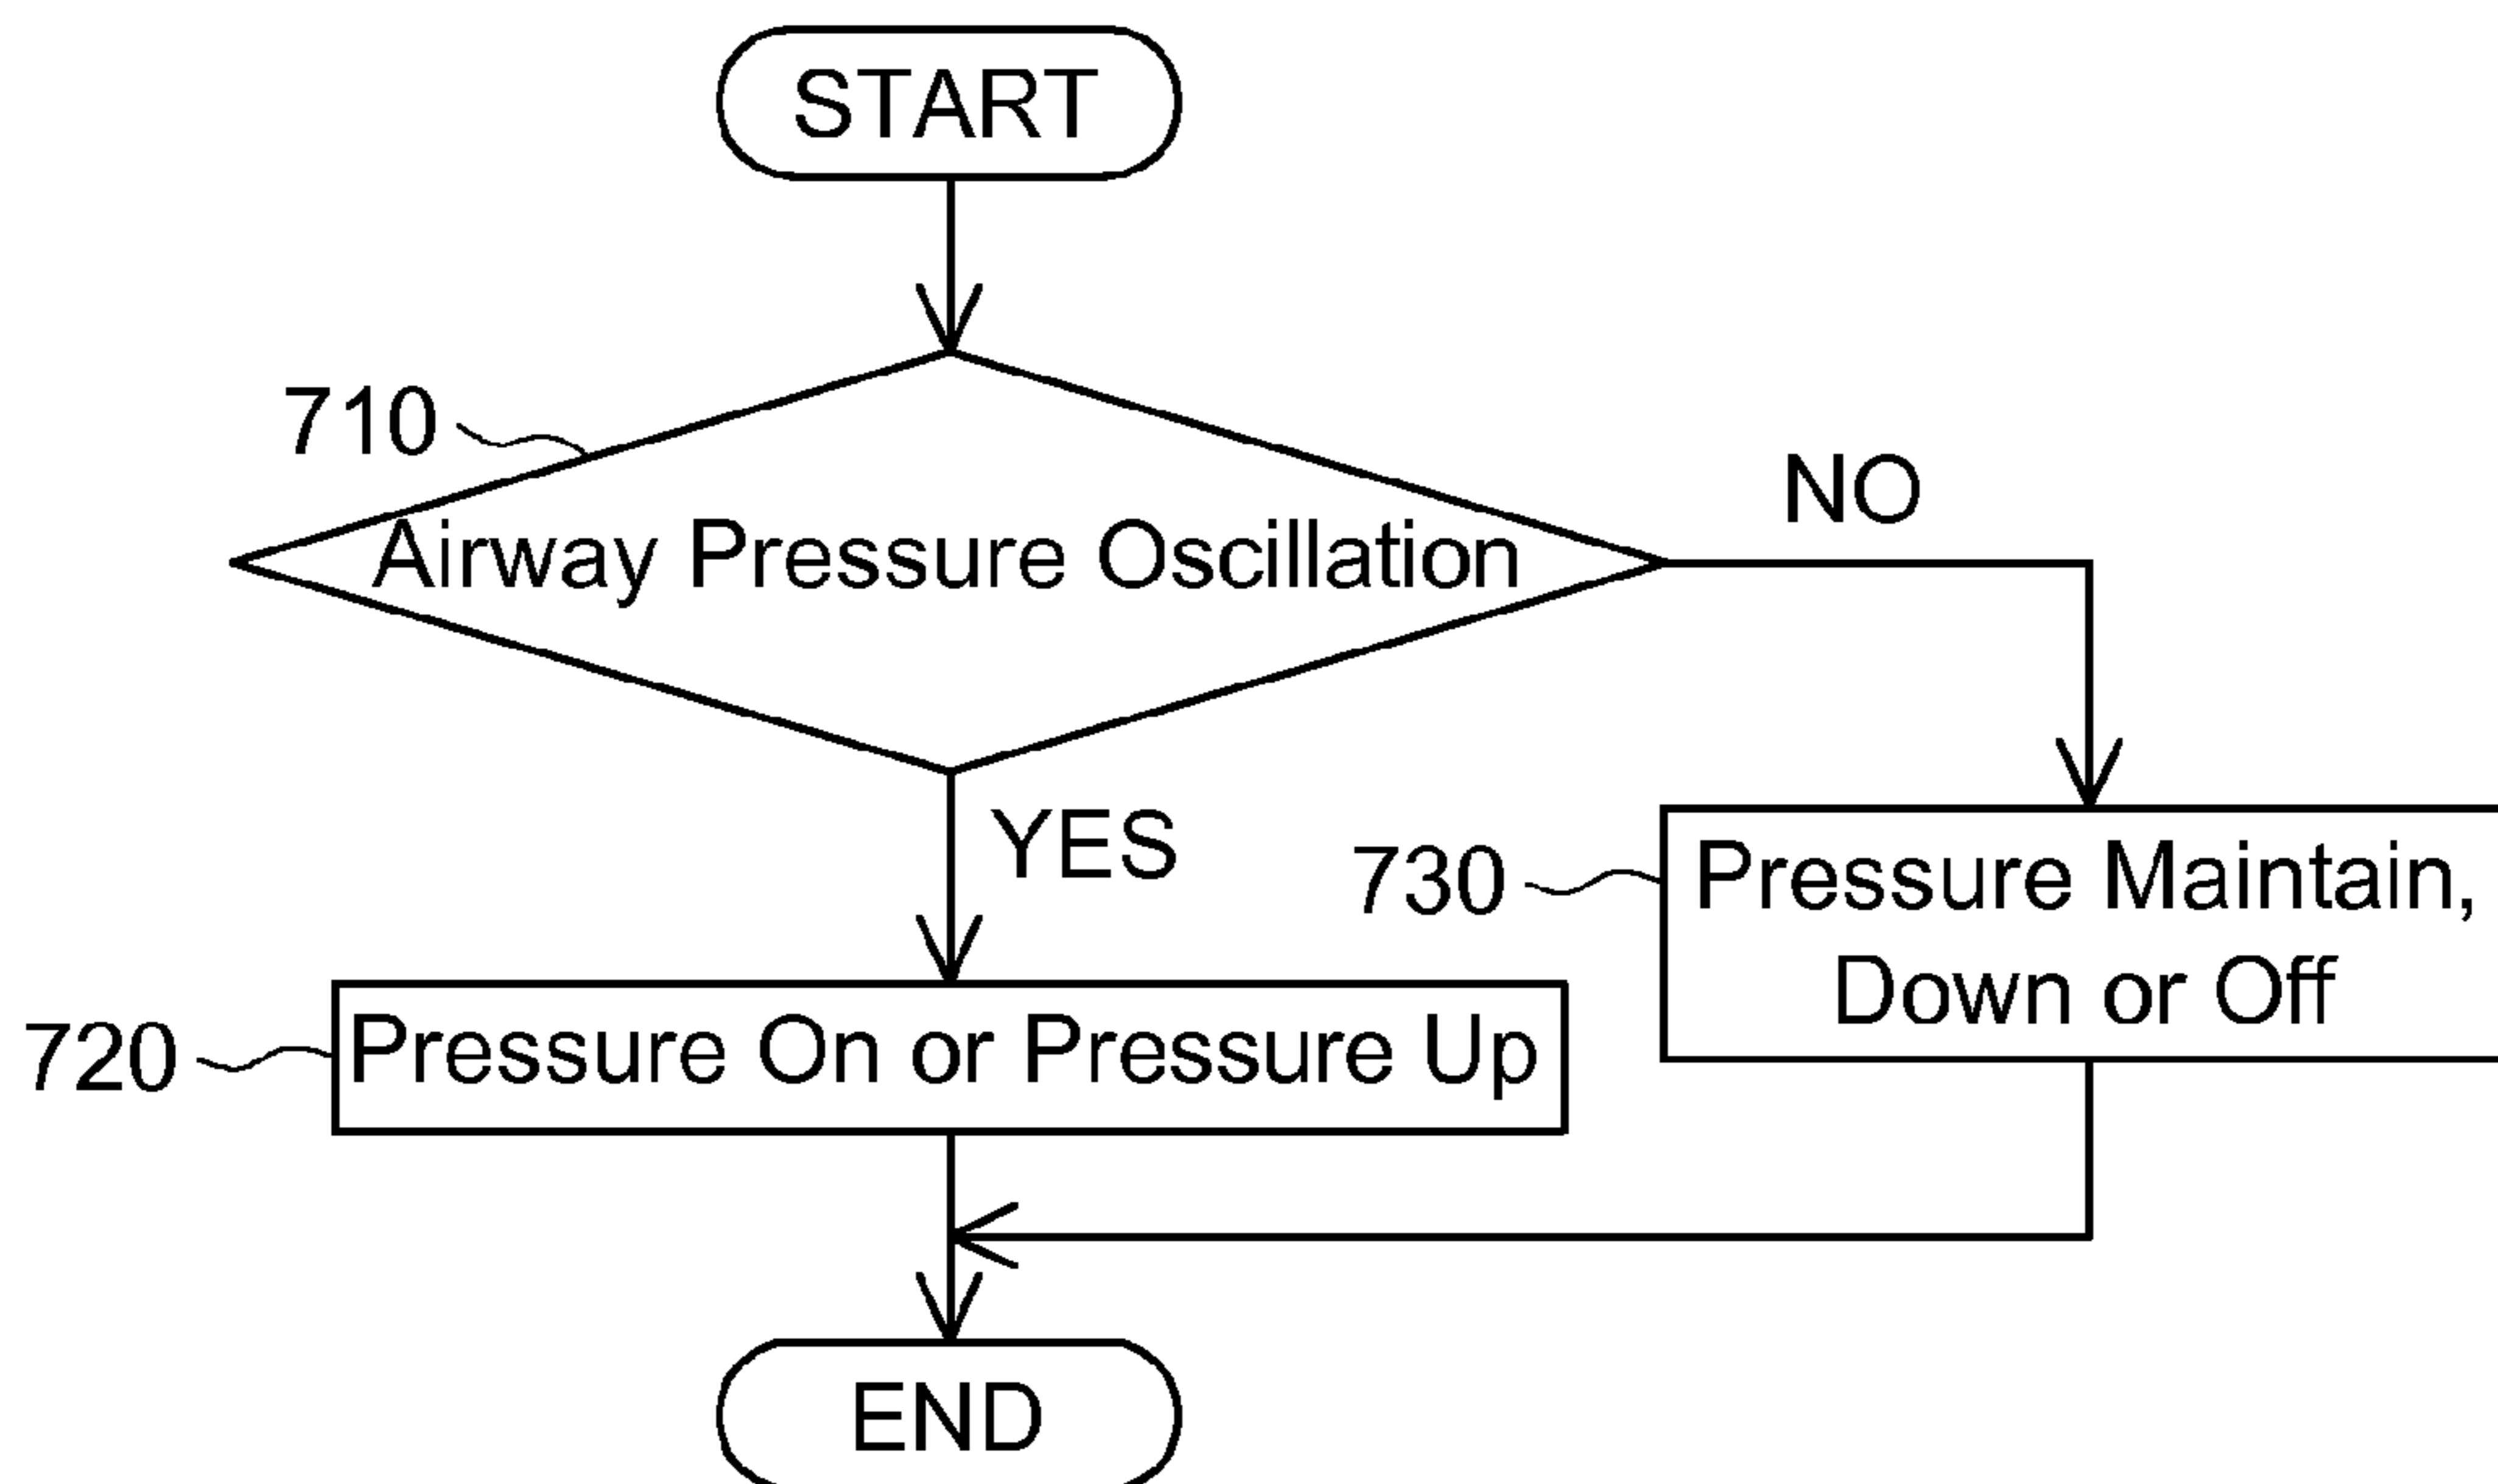 START
710
Airway Pressure Oscillation
NO
YES
730
Pressure Maintain,
Down or Off
720
Pressure On or Pressure Up
END